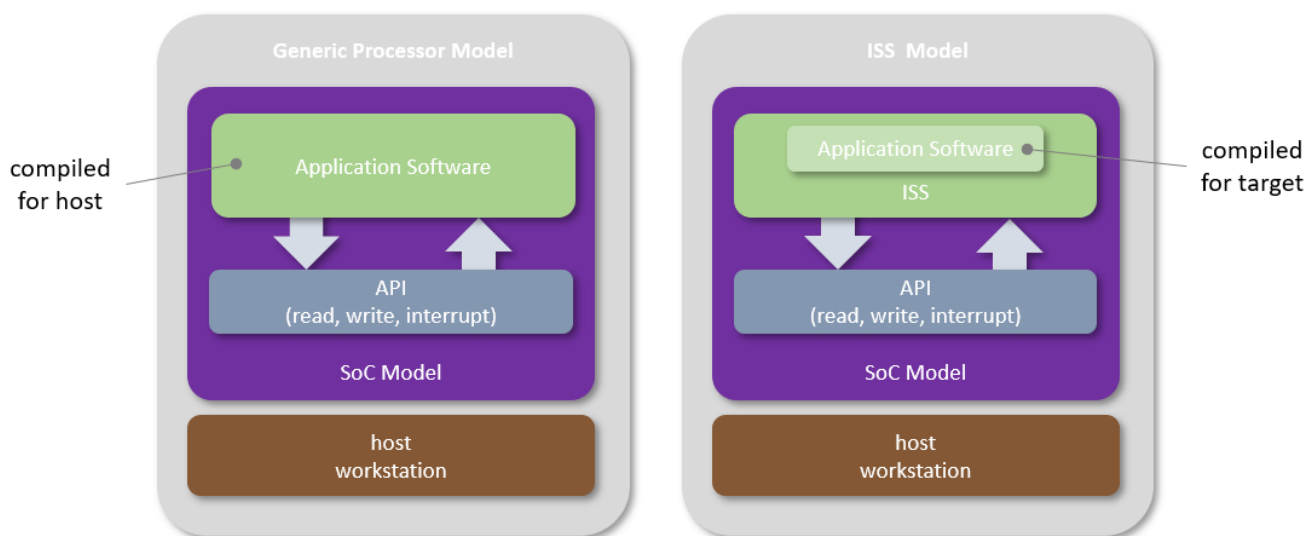 Generic Processor Model
Application Software
compiled
for host
API
(read, write, interrupt)
SoC Model
host
workstation
ISS Model
Application Software
compiled
for target
ISS
API
(read, write, interrupt)
SoC Model
host
workstation